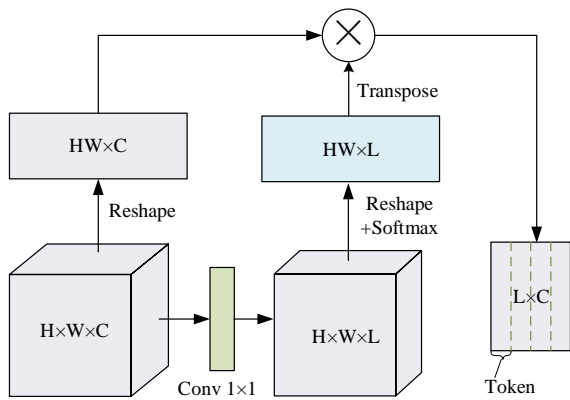 Transpose
HW×C
HW×L
Reshape
Reshape
+Softmax
H×W×C
H×W×L
L×C
Conv 1×1
Token